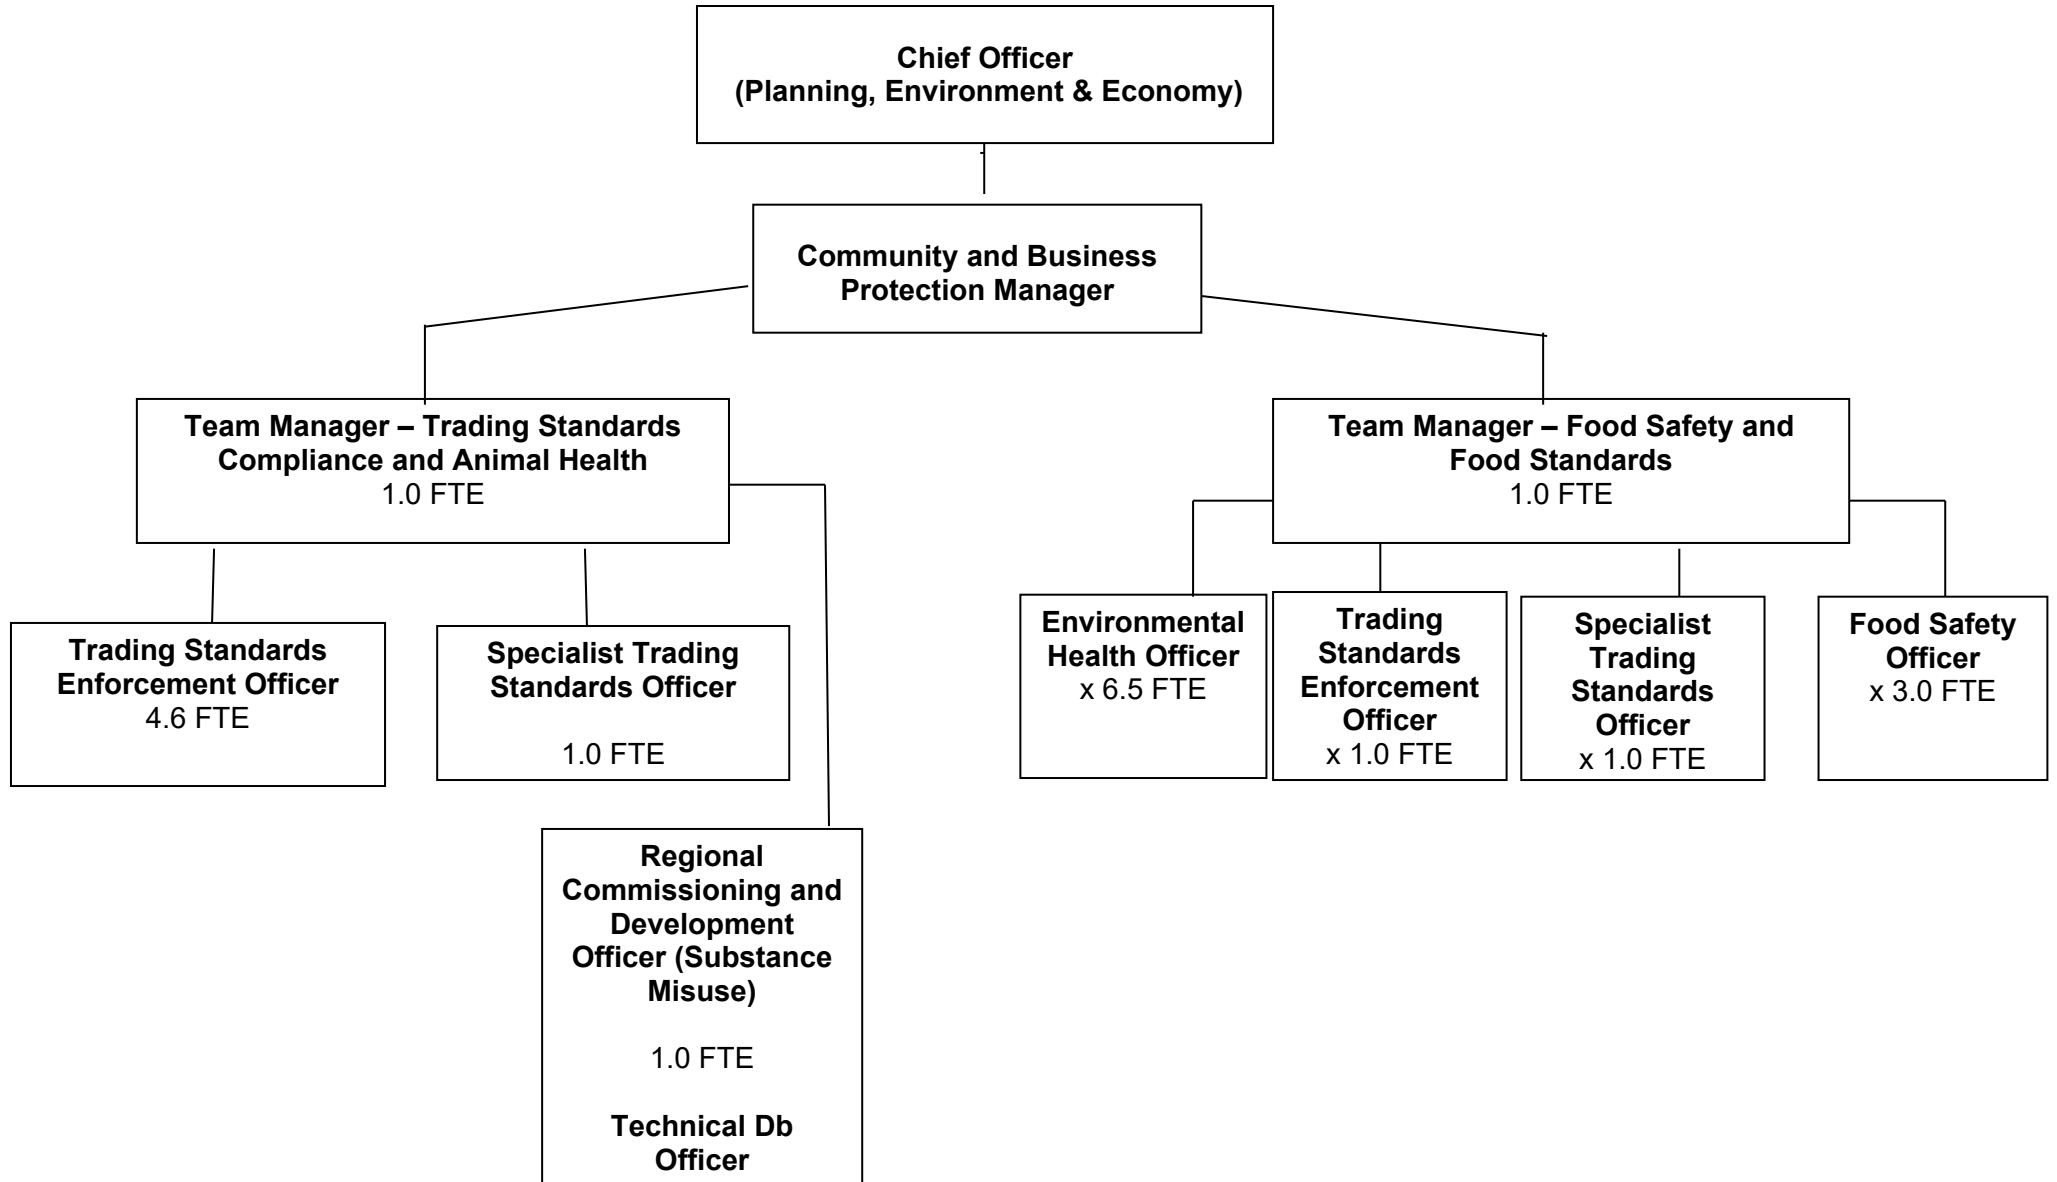 Chief Officer
(Planning, Environment & Economy)
Community and Business
Protection Manager
Team Manager – Trading Standards
Compliance and Animal Health
1.0 FTE
Team Manager – Food Safety and
Food Standards
1.0 FTE
Trading Standards
Enforcement Officer
4.6 FTE
Specialist Trading
Standards Officer
1.0 FTE
Regional
Commissioning and
Development
Officer (Substance
Misuse)
1.0 FTE
Technical Db
Officer
Environmental
Health Officer
x 6.5 FTE
Trading
Standards
Enforcement
Officer
x 1.0 FTE
Specialist
Trading
Standards
Officer
x 1.0 FTE
Food Safety
Officer
x 3.0 FTE